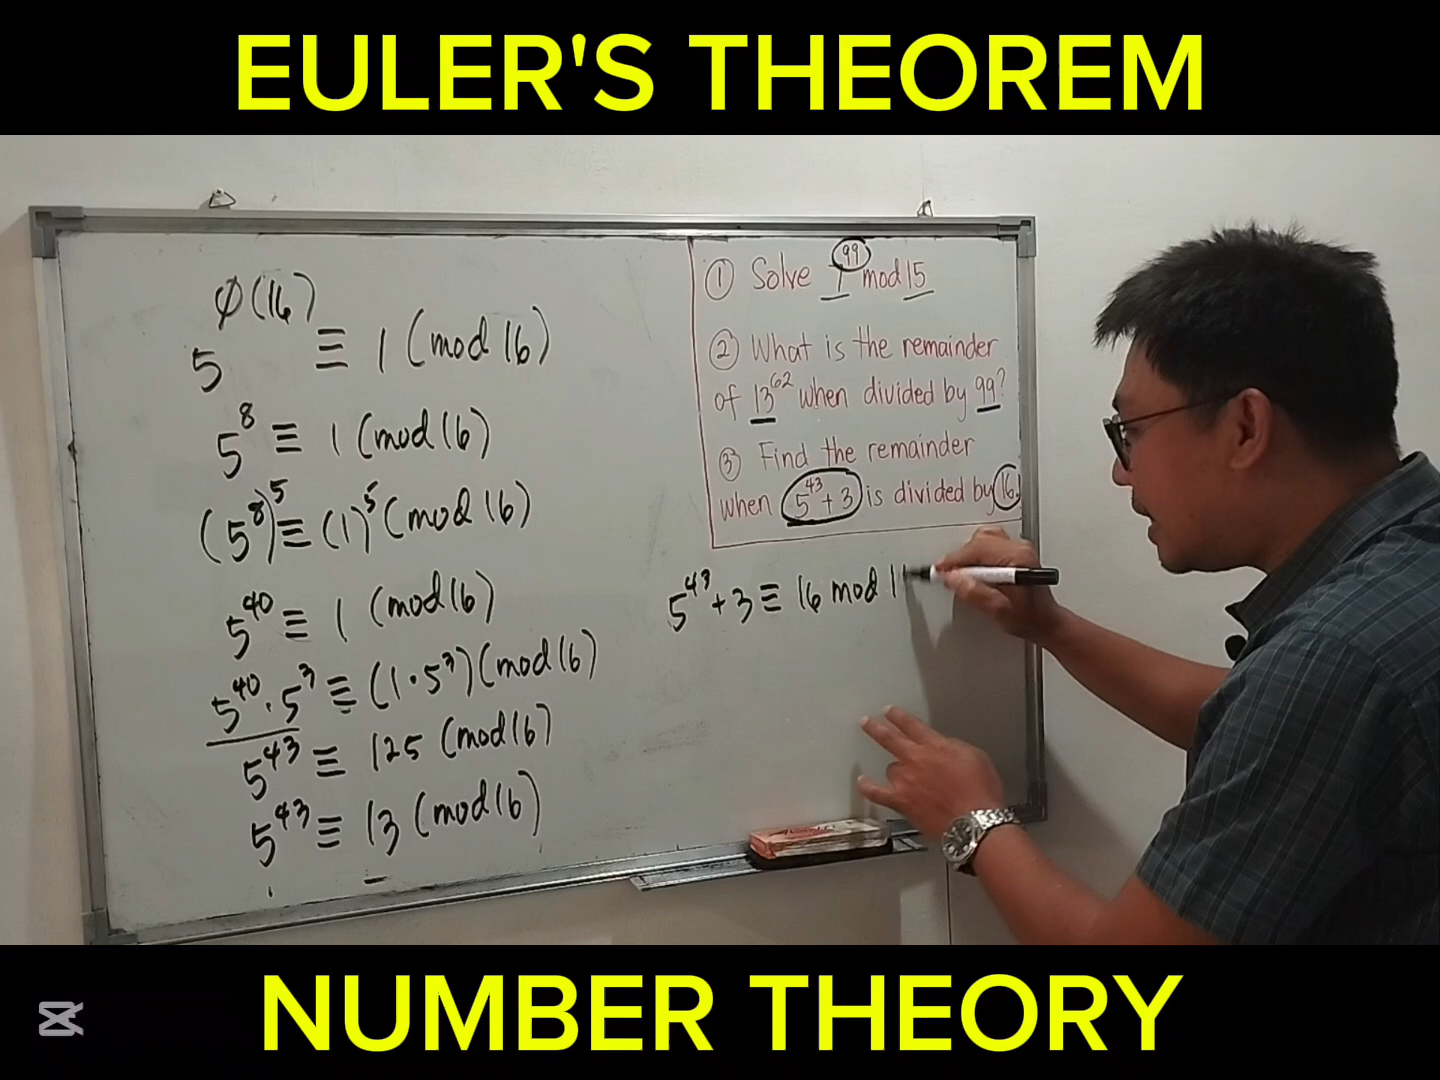 EULER'S THEOREM
5^φ(16) ≡ 1 (mod 16)
5^8 ≡ 1 (mod 16)
(5^8)^5 ≡ (1)^5 (mod 16)
5^40 ≡ 1 (mod 16)
5^40 · 5^3 ≡ (1 · 5^3) (mod 16)
5^43 ≡ 125 (mod 16)
5^43 ≡ 13 (mod 16)
① Solve 7^99 mod 15
② What is the remainder
of 13^62 when divided by 99?
③ Find the remainder
when 5^43 + 3 is divided by 16.
5^43 + 3 ≡ 16 mod 1
NUMBER THEORY